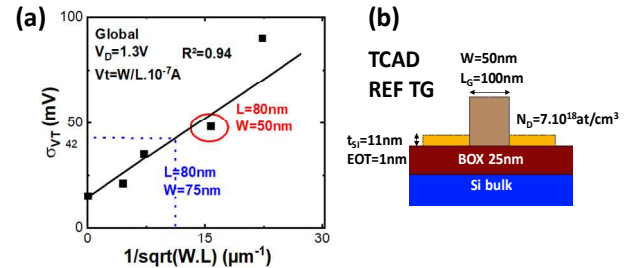 (a)
Global
V_D=1.3V
Vt=W/L.10⁻⁷A
R²=0.94
L=80nm
W=50nm
L=80nm
W=75nm
100
50
42
0
σ_VT (mV)
0 15 30
1/sqrt(W.L) (µm⁻¹)
(b)
TCAD
REF TG
W=50nm
L_G=100nm
N_D=7.10¹⁸at/cm³
t_SI=11nm
EOT=1nm
BOX 25nm
Si bulk